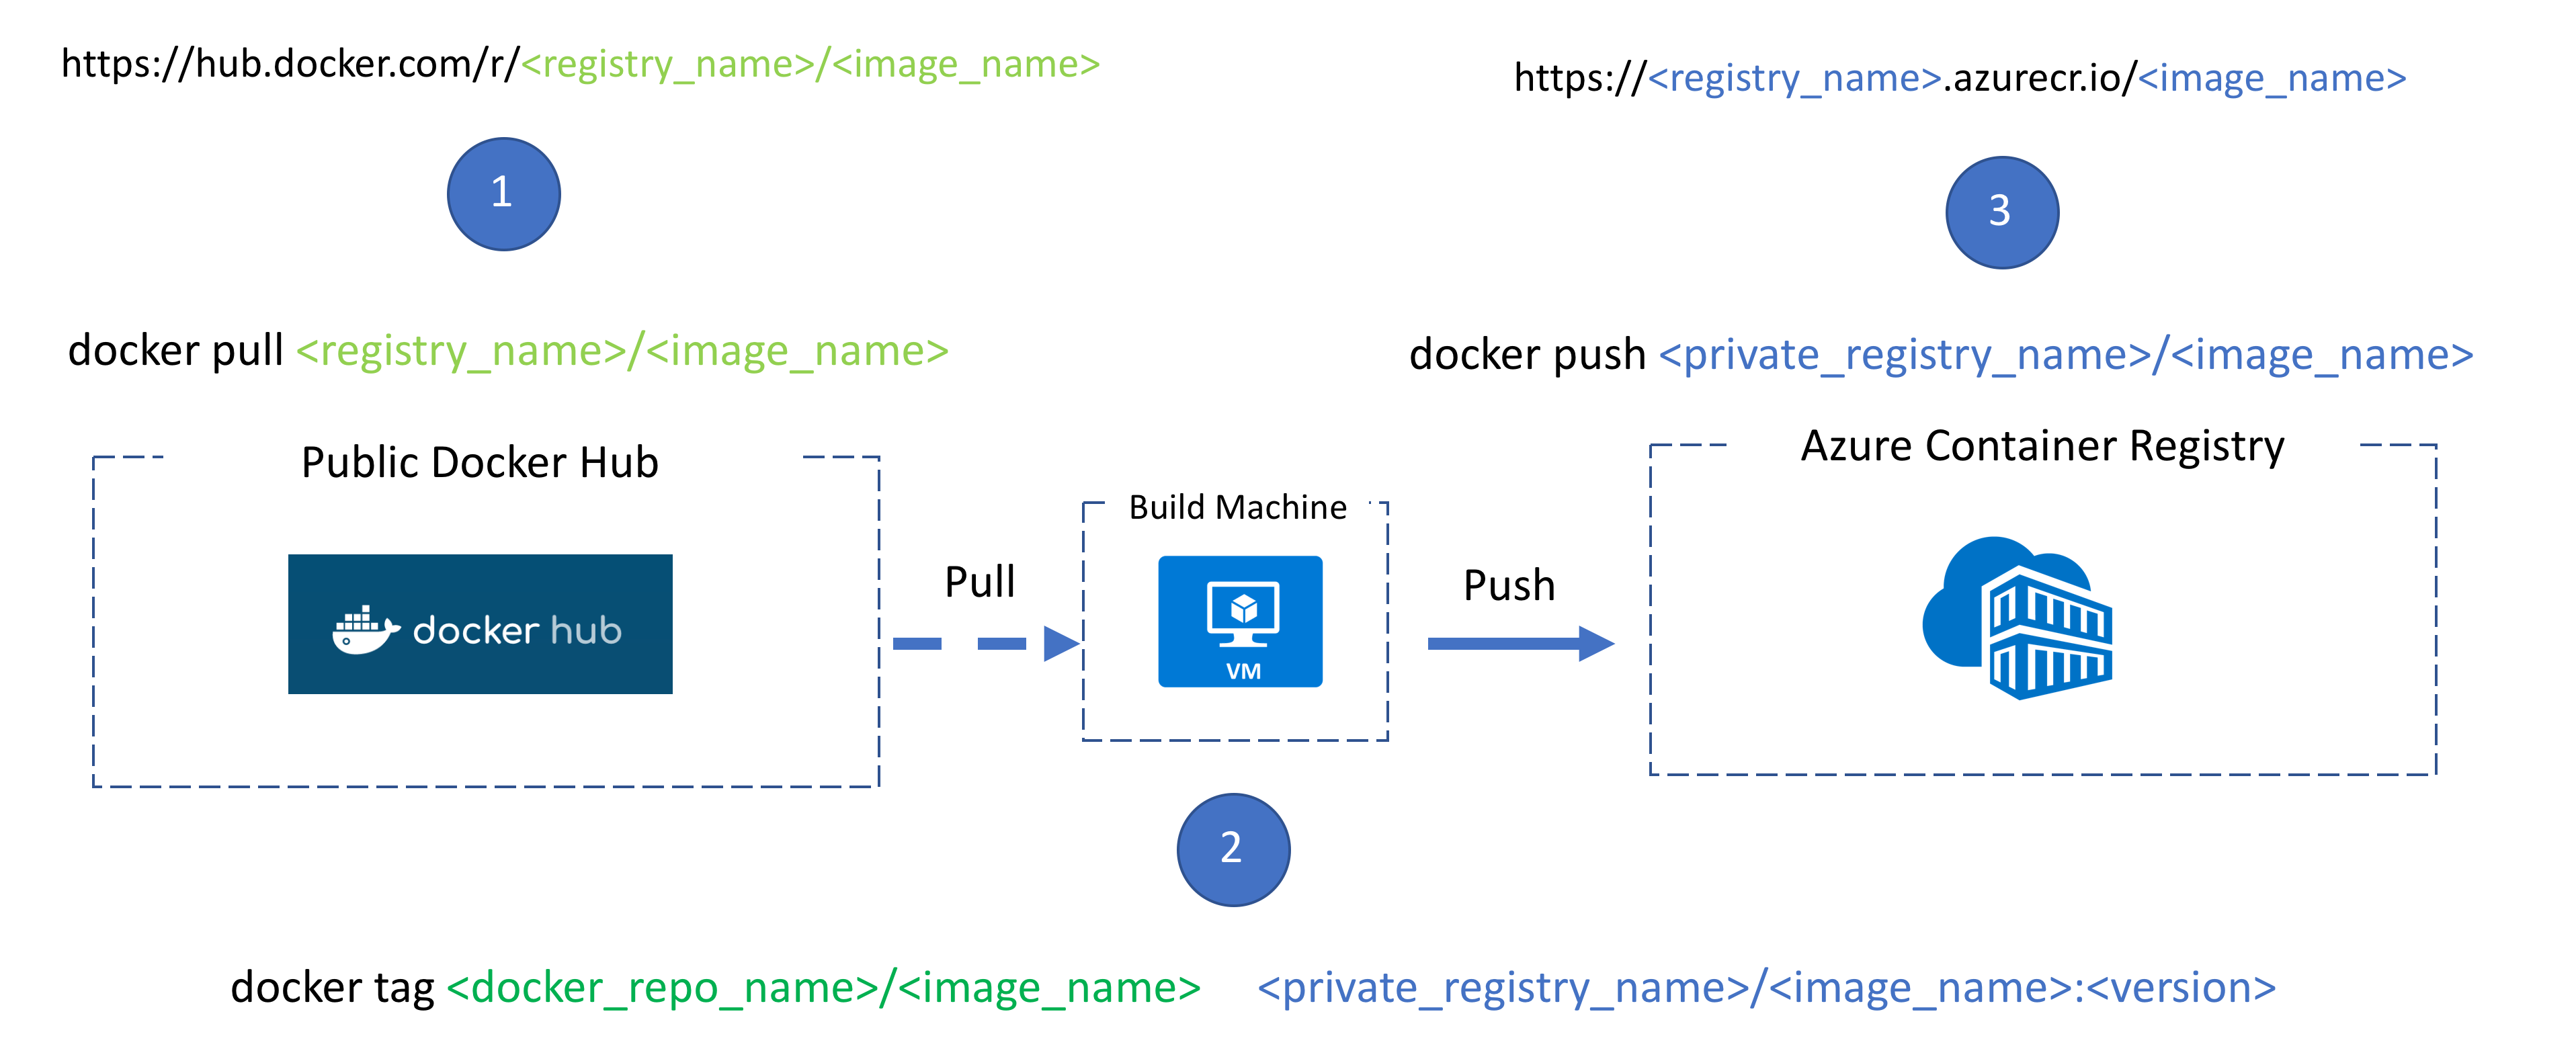 https://hub.docker.com/r/<registry_name>/<image_name>
https://<registry_name>.azurecr.io/<image_name>
1
3
docker pull <registry_name>/<image_name>
docker push <private_registry_name>/<image_name>
Public Docker Hub
Azure Container Registry
Build Machine
Pull
Push
docker hub
VM
2
docker tag <docker_repo_name>/<image_name> <private_registry_name>/<image_name>:<version>